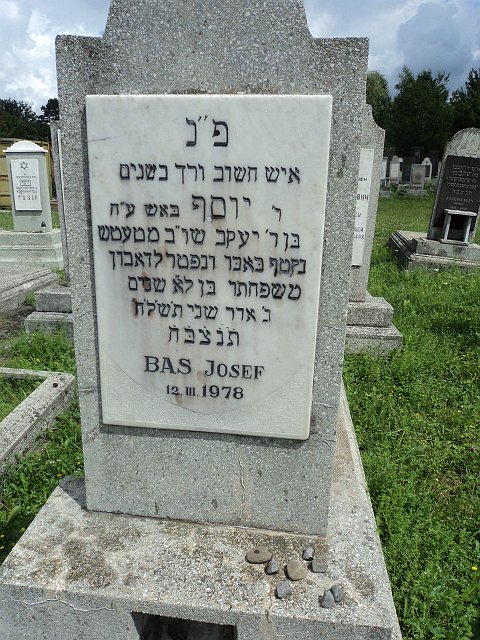 פ״נ
איש חשוב ורך בשנים
ר׳ יוסף באש ע״ח
בן ר׳ יעקב שו״ב מטעטש
נקטף באבו ונפטר לדאבון
משפחתו בן לא שנים
ג׳ אדר שני תשל״ח
תנצבה
BAS JOSEF
12.III.1978